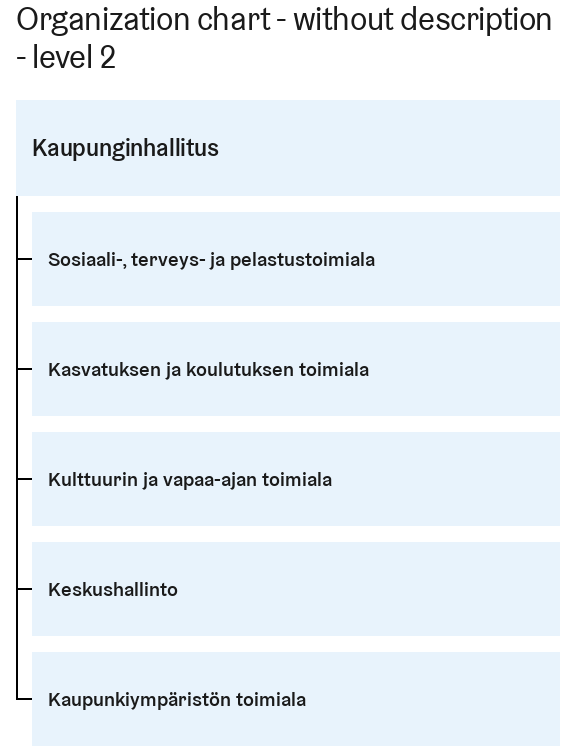 Organization chart - without description
- level 2
Kaupunginhallitus
Sosiaali-, terveys- ja pelastustoimiala
Kasvatuksen ja koulutuksen toimiala
Kulttuurin ja vapaa-ajan toimiala
Keskushallinto
Kaupunkiympäristön toimiala